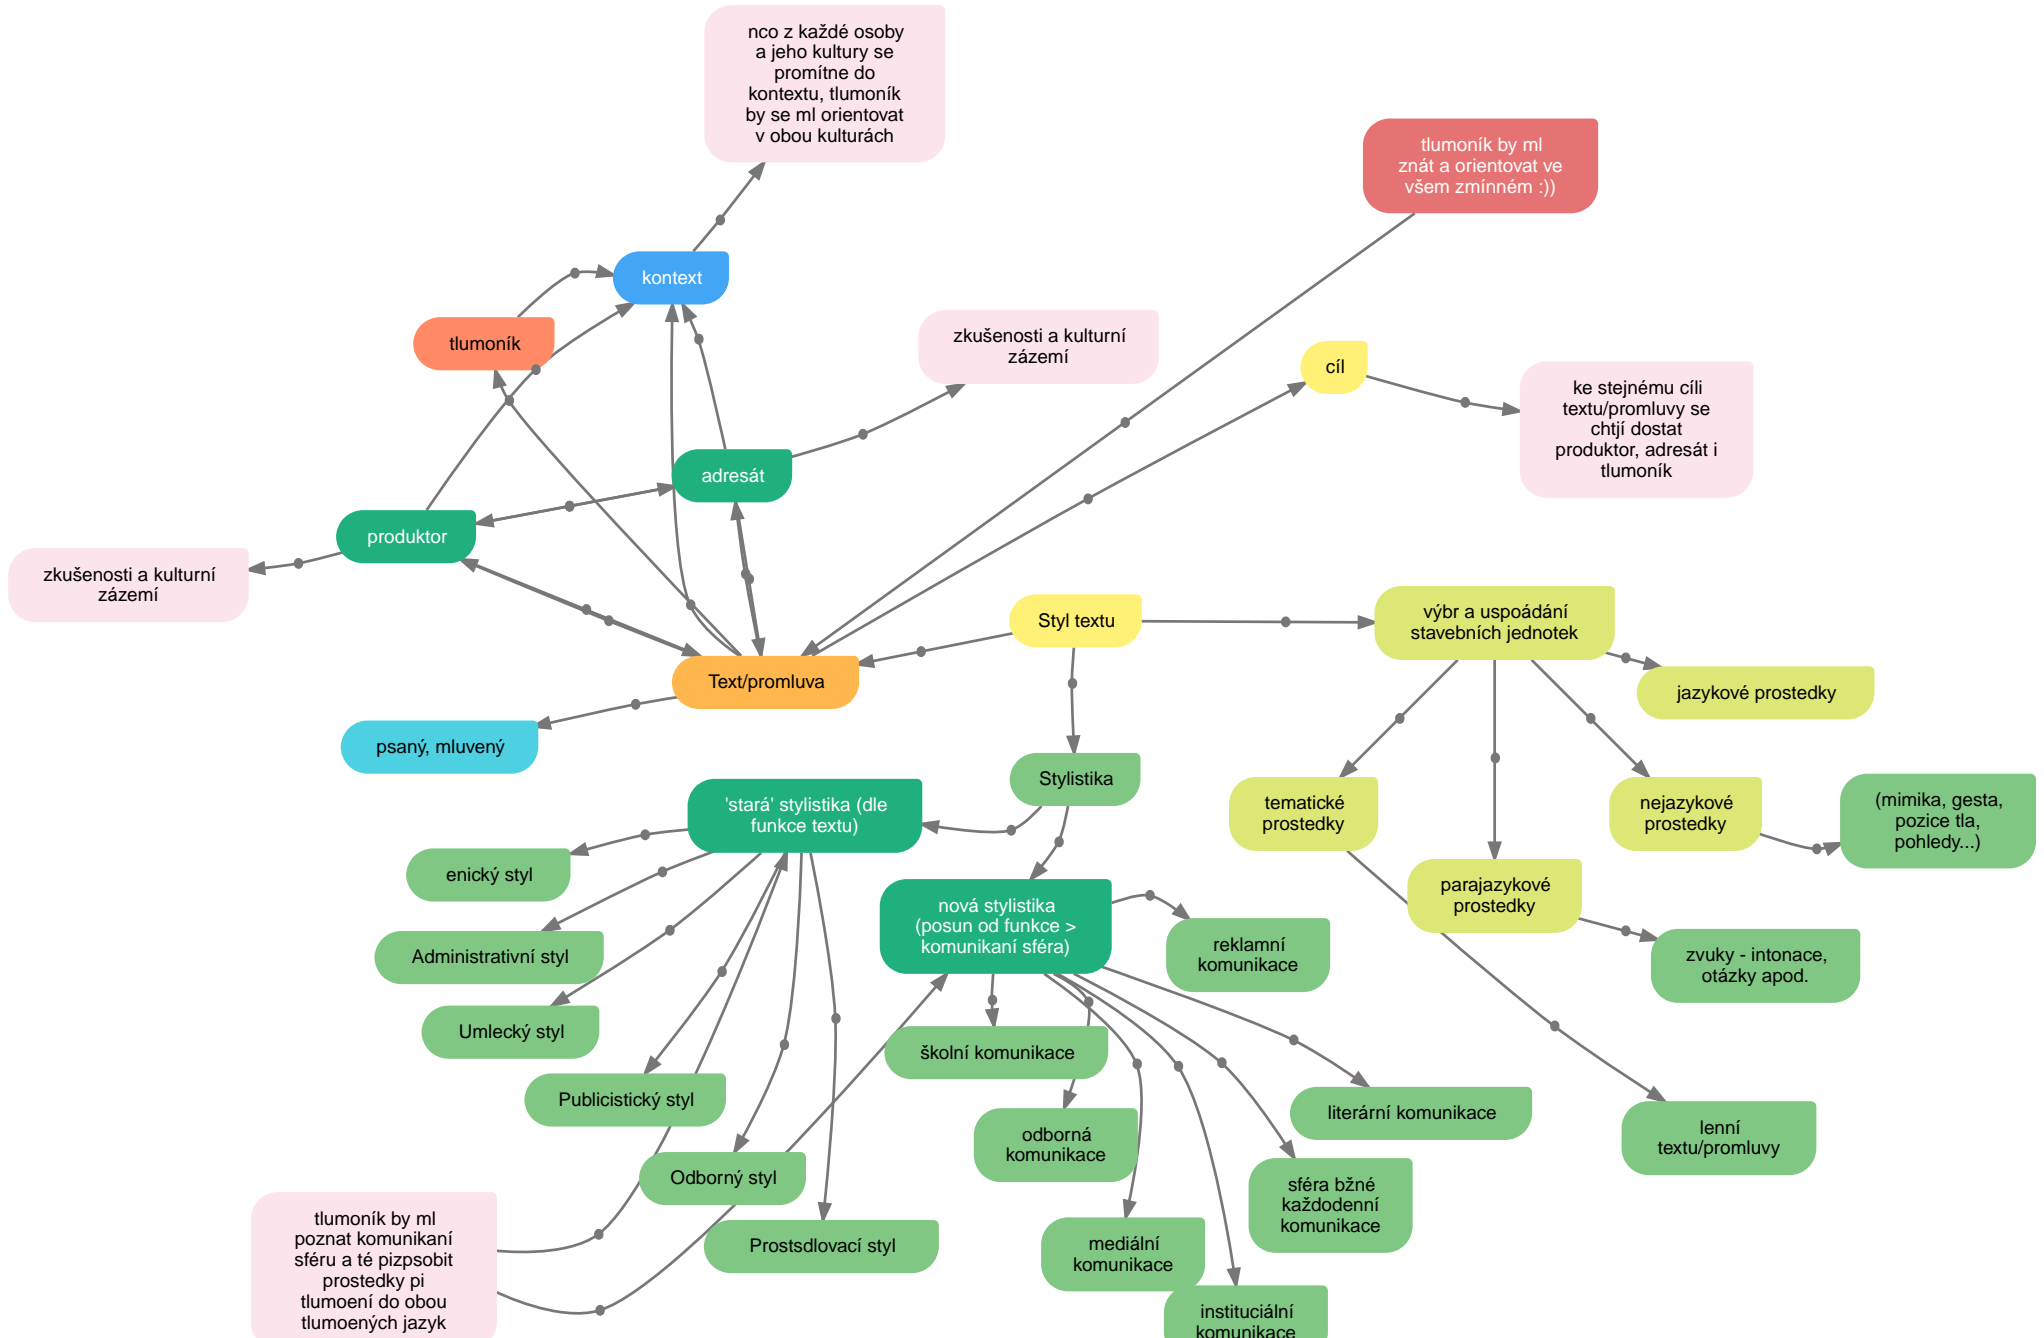 nco z každé osoby
a jeho kultury se
promítne do
kontextu, tlumoník
by se ml orientovat
v obou kulturách
tlumoník by ml
znát a orientovat ve
všem zmínném :))
kontext
tlumoník
zkušenosti a kulturní
zázemí
cíl
ke stejnému cíli
textu/promluvy se
chtjí dostat
produktor, adresát i
tlumoník
adresát
produktor
zkušenosti a kulturní
zázemí
Styl textu
výbr a uspoádání
stavebních jednotek
Text/promluva
jazykové prostedky
psaný, mluvený
Stylistika
'stará' stylistika (dle
funkce textu)
tematické
prostedky
nejazykové
prostedky
(mimika, gesta,
pozice tla,
pohledy...)
enický styl
parajazykové
prostedky
nová stylistika
(posun od funkce >
komunikaní sféra)
reklamní
komunikace
Administrativní styl
zvuky - intonace,
otázky apod.
Umlecký styl
školní komunikace
Publicistický styl
literární komunikace
odborná
komunikace
lenní
textu/promluvy
Odborný styl
sféra bžné
každodenní
komunikace
tlumoník by ml
poznat komunikaní
sféru a té pizpsobit
prostedky pi
tlumoení do obou
tlumoených jazyk
Prostsdlovací styl
mediální
komunikace
instituciální
komunikace